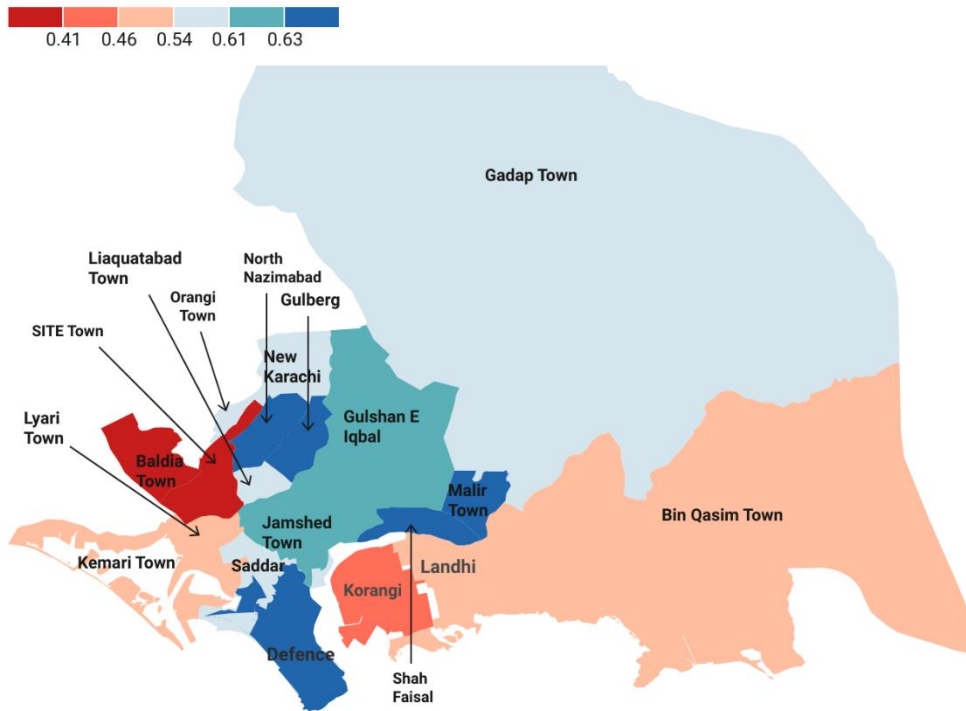 0.41 0.46 0.54 0.61 0.63
Gadap Town
Liaquatabad
Town
North
Nazimabad
Orangi
Town
Gulberg
SITE Town
New
Karachi
Lyari
Town
Gulshan E
Iqbal
Baldia
Town
Malir
Town
Bin Qasim Town
Jamshed
Town
Kemari Town
Saddar
Landhi
Korangi
Defence
Shah
Faisal